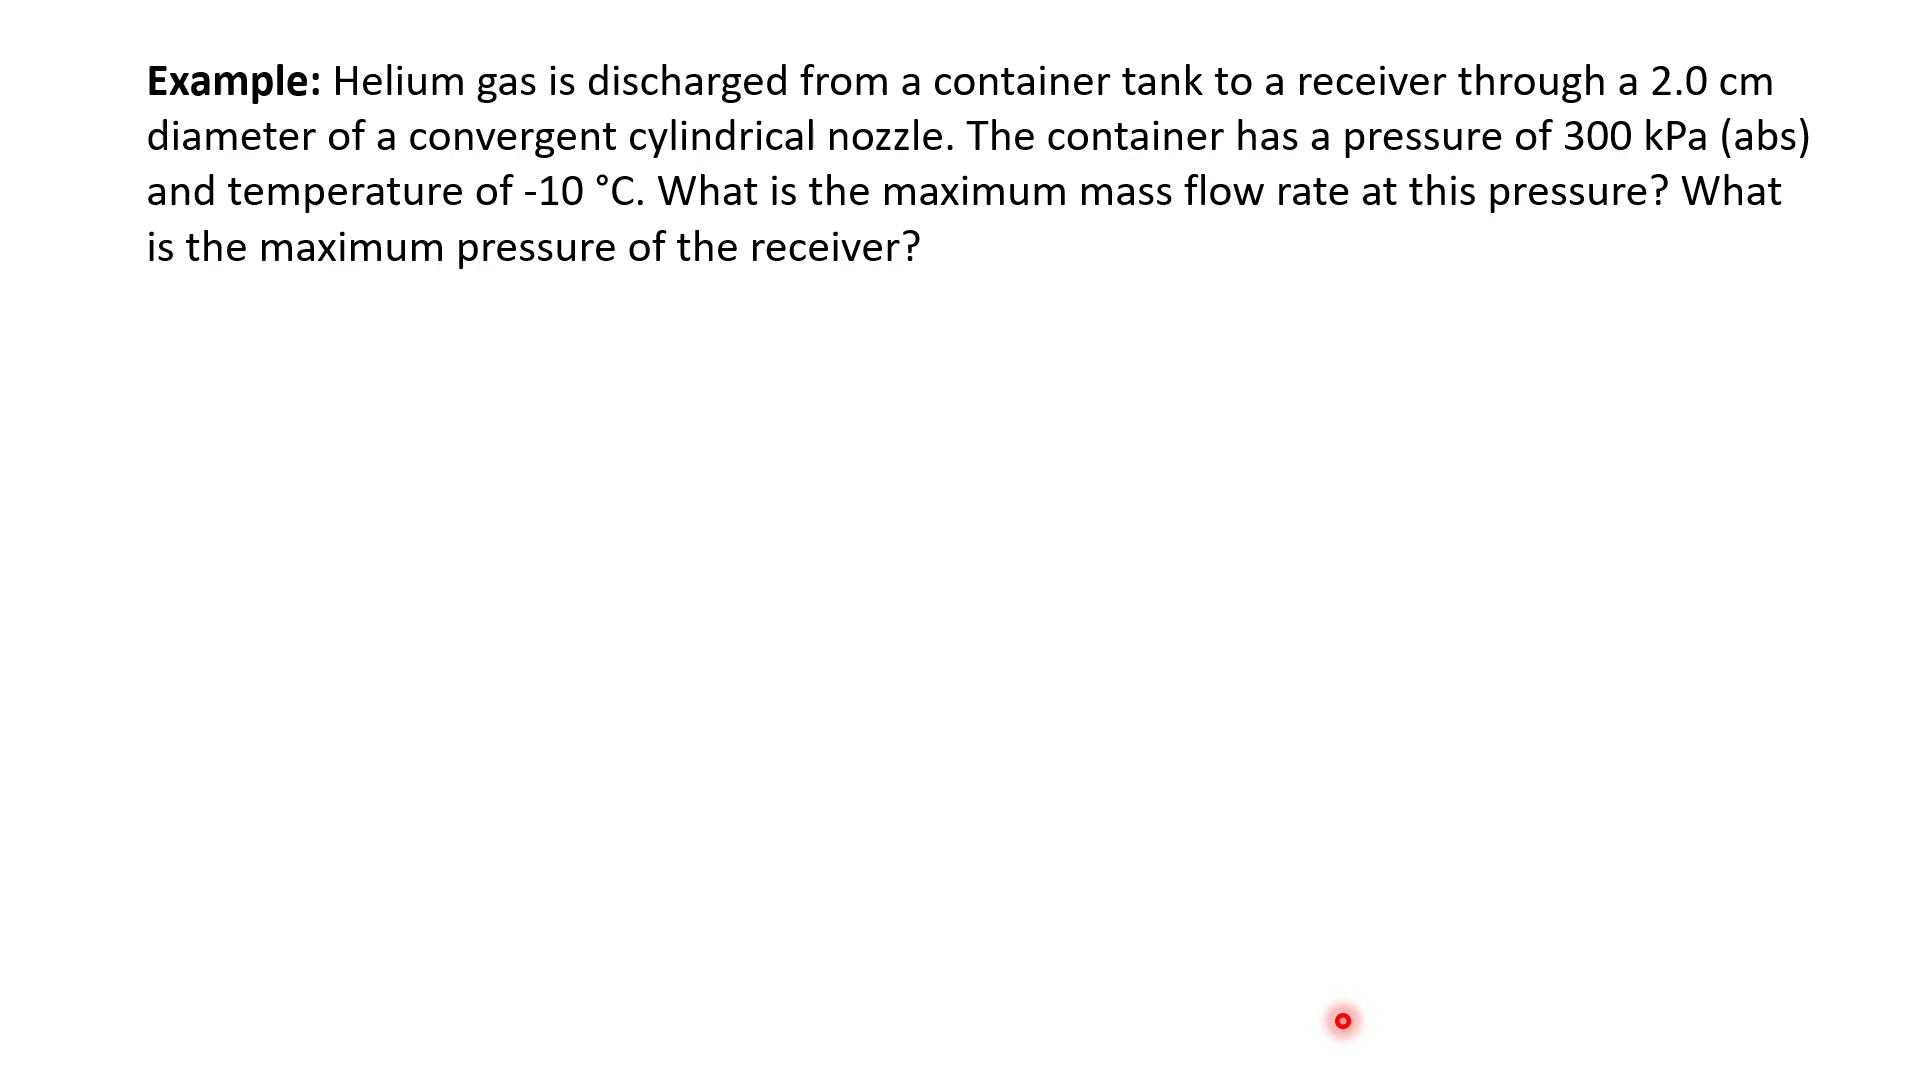 Example: Helium gas is discharged from a container tank to a receiver through a 2.0 cm
diameter of a convergent cylindrical nozzle. The container has a pressure of 300 kPa (abs)
and temperature of -10 °C. What is the maximum mass flow rate at this pressure? What
is the maximum pressure of the receiver?